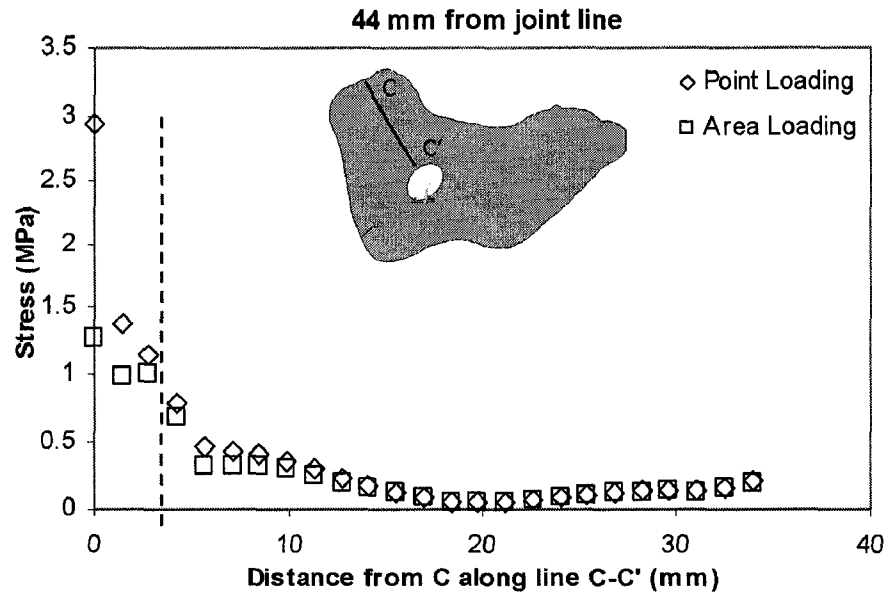 44 mm from joint line
3.5
3
2.5
2
1.5
1
0.5
0
Stress (MPa)
C
C'
Point Loading
Area Loading
0 10 20 30 40
Distance from C along line C-C' (mm)